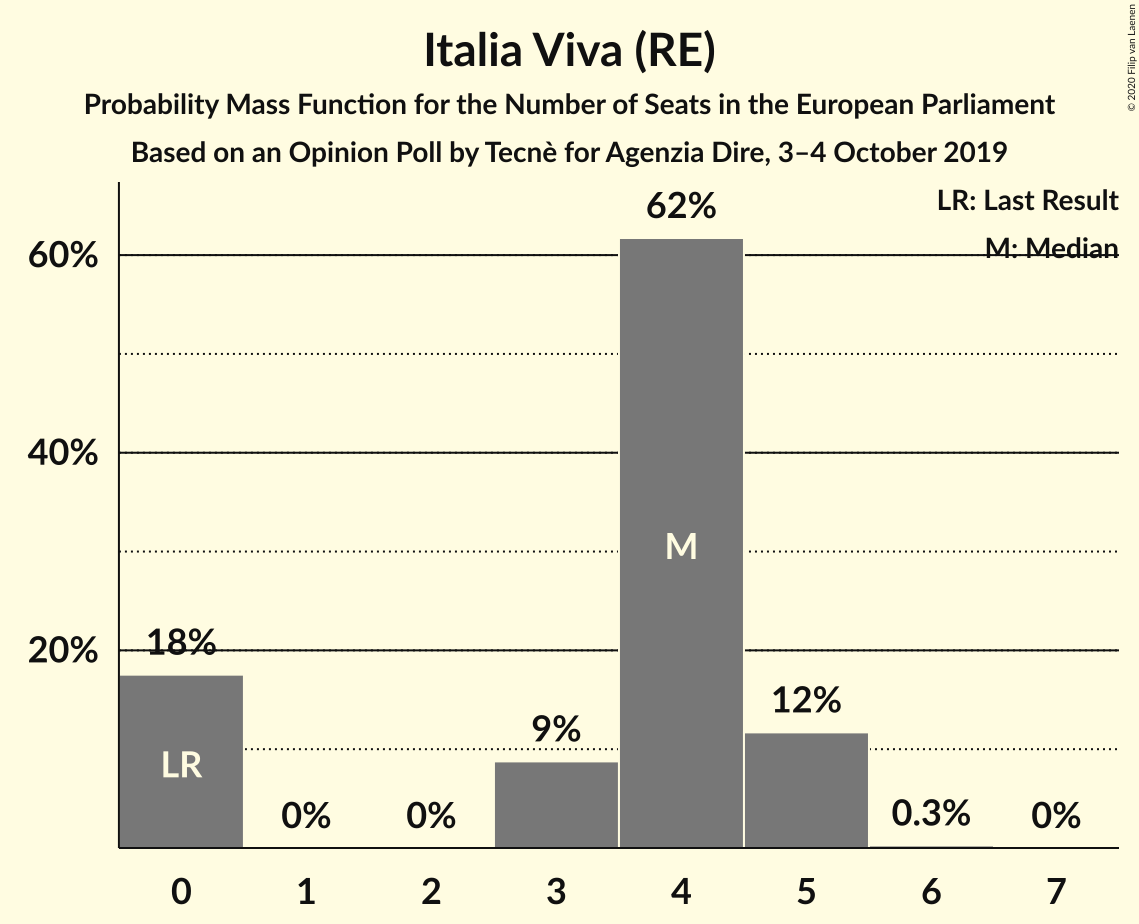 Italia Viva (RE)
Probability Mass Function for the Number of Seats in the European Parliament
Based on an Opinion Poll by Tecnè for Agenzia Dire, 3–4 October 2019
© 2020 Filip van Laenen
LR: Last Result
M: Median
60%
40%
20%
18%
0%
0%
9%
62%
12%
0.3%
0%
LR
M
0 1 2 3 4 5 6 7